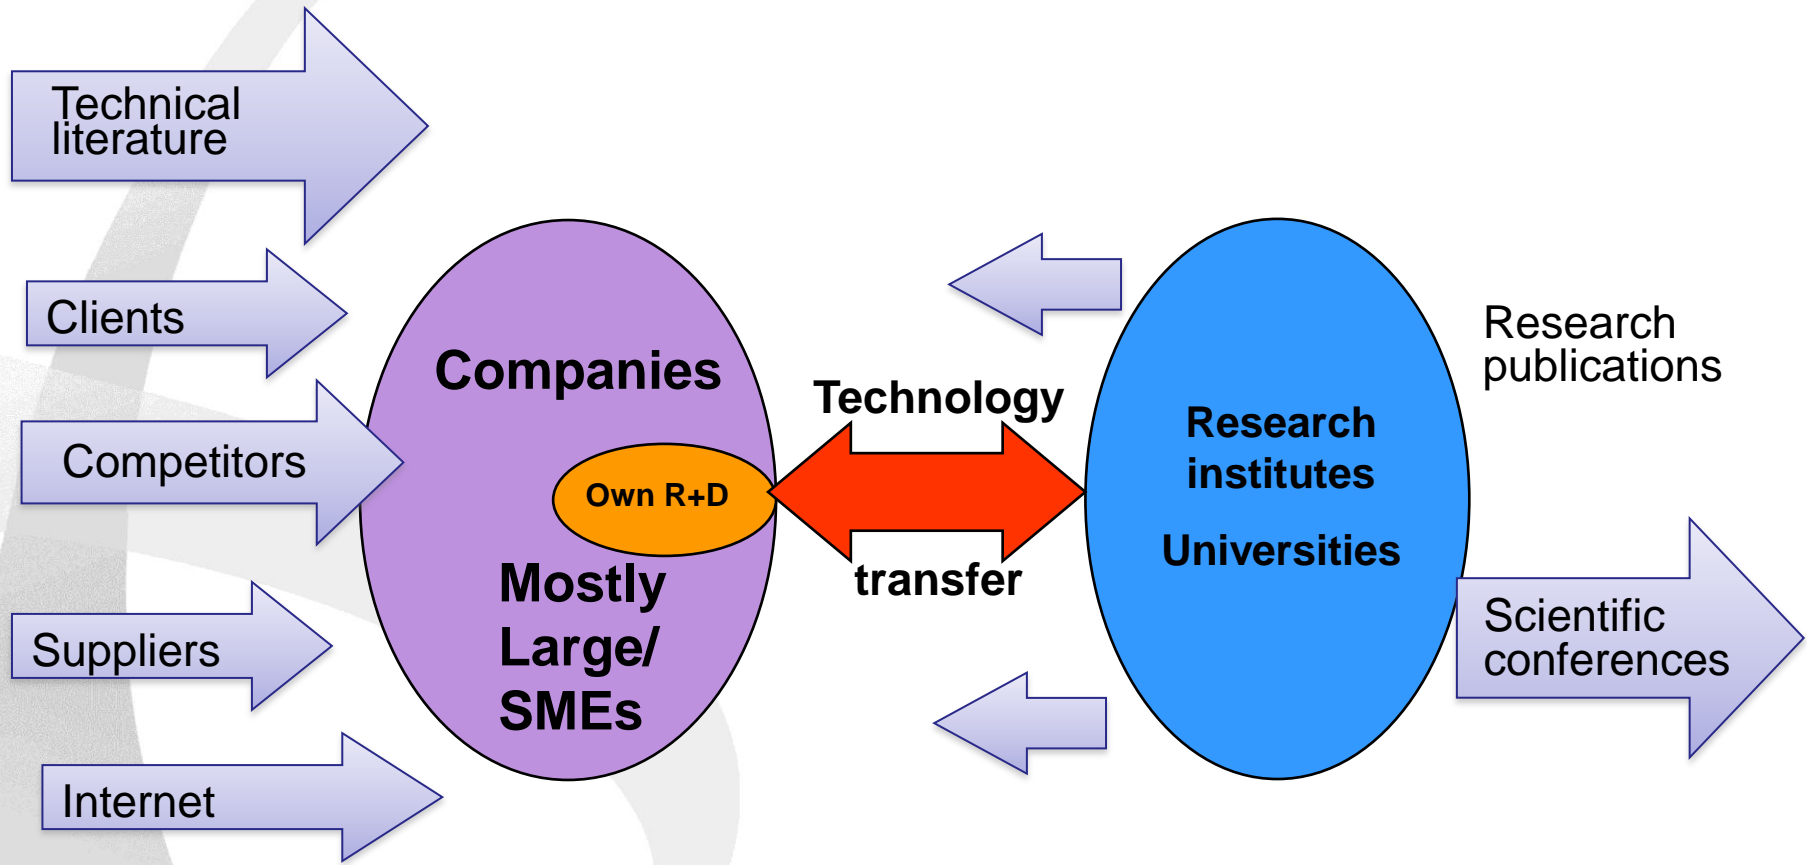 Technical
literature
Clients
Competitors
Suppliers
Internet
Companies
Own R+D
Mostly
Large/
SMEs
Technology
transfer
Research
institutes
Universities
Research
publications
Scientific
conferences